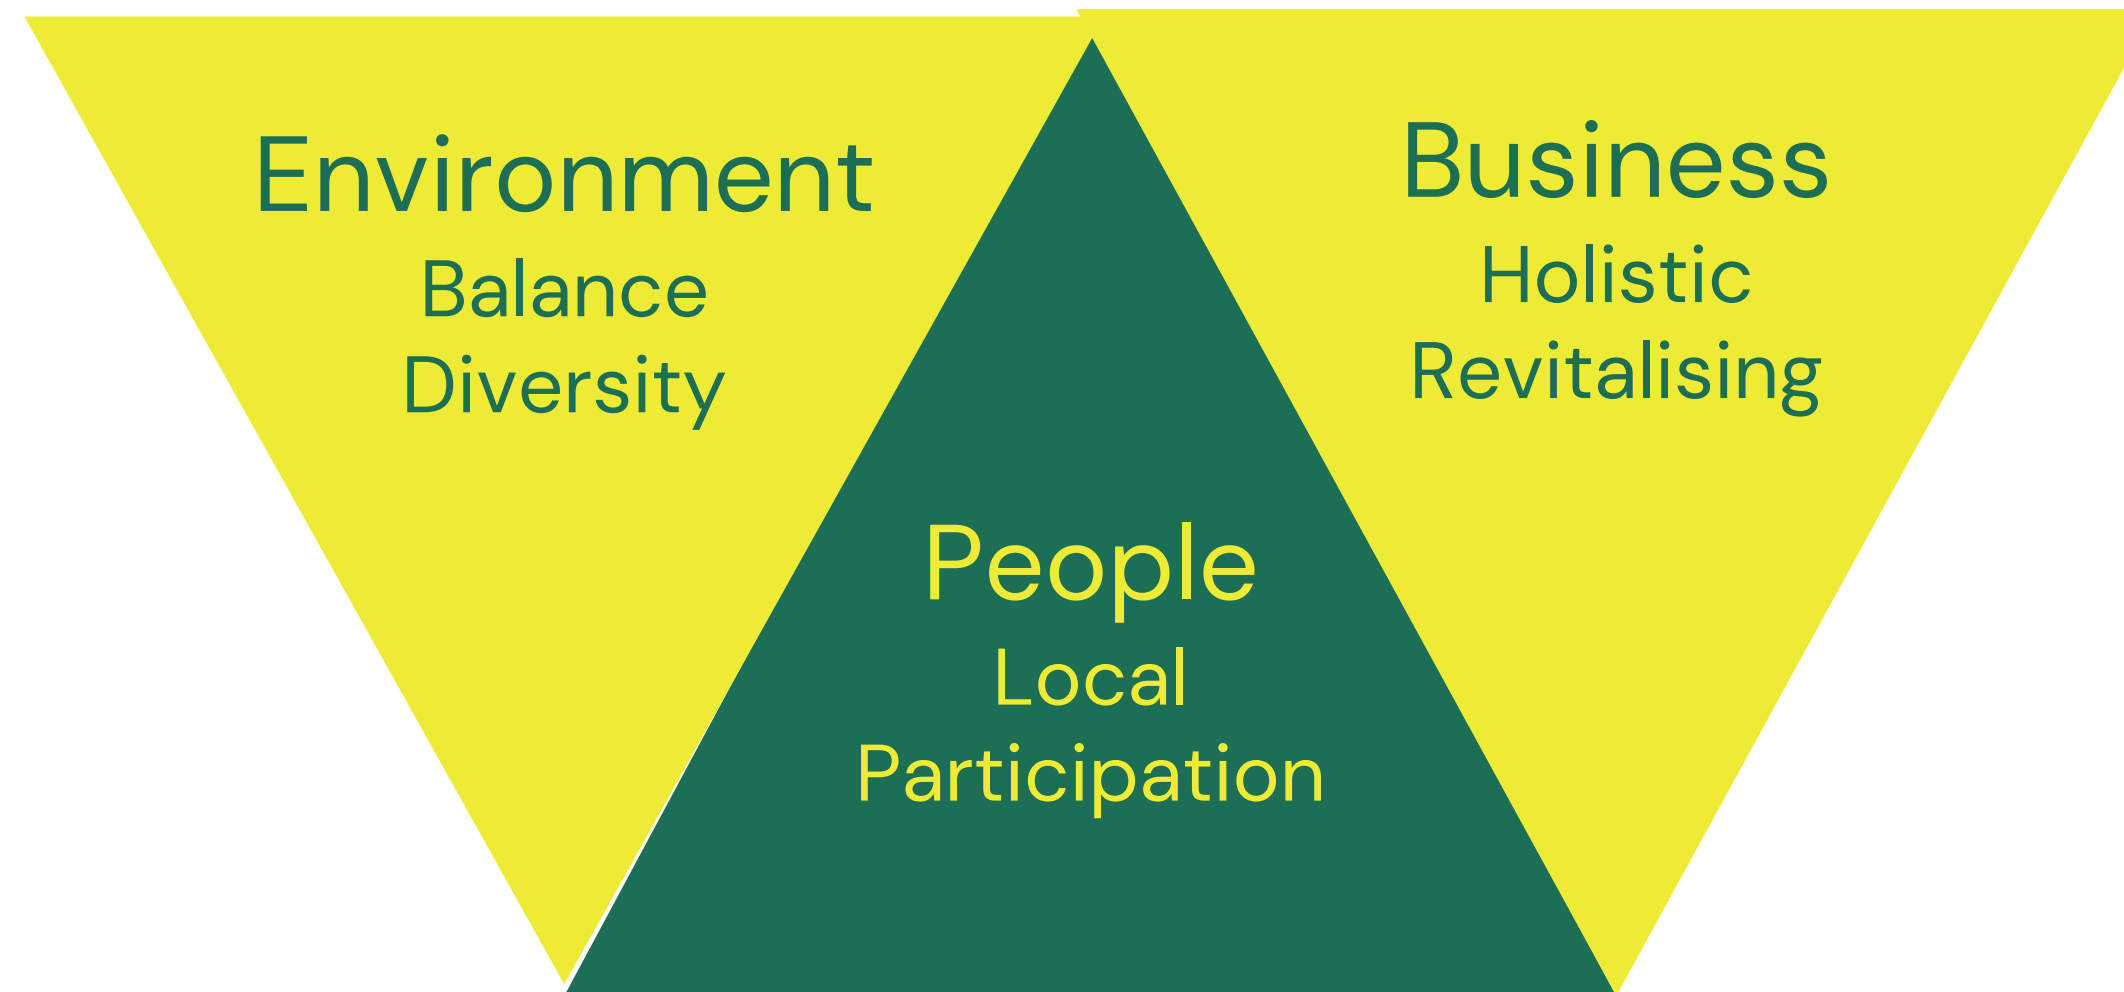 Environment
Balance
Diversity
Business
Holistic
Revitalising
People
Local
Participation